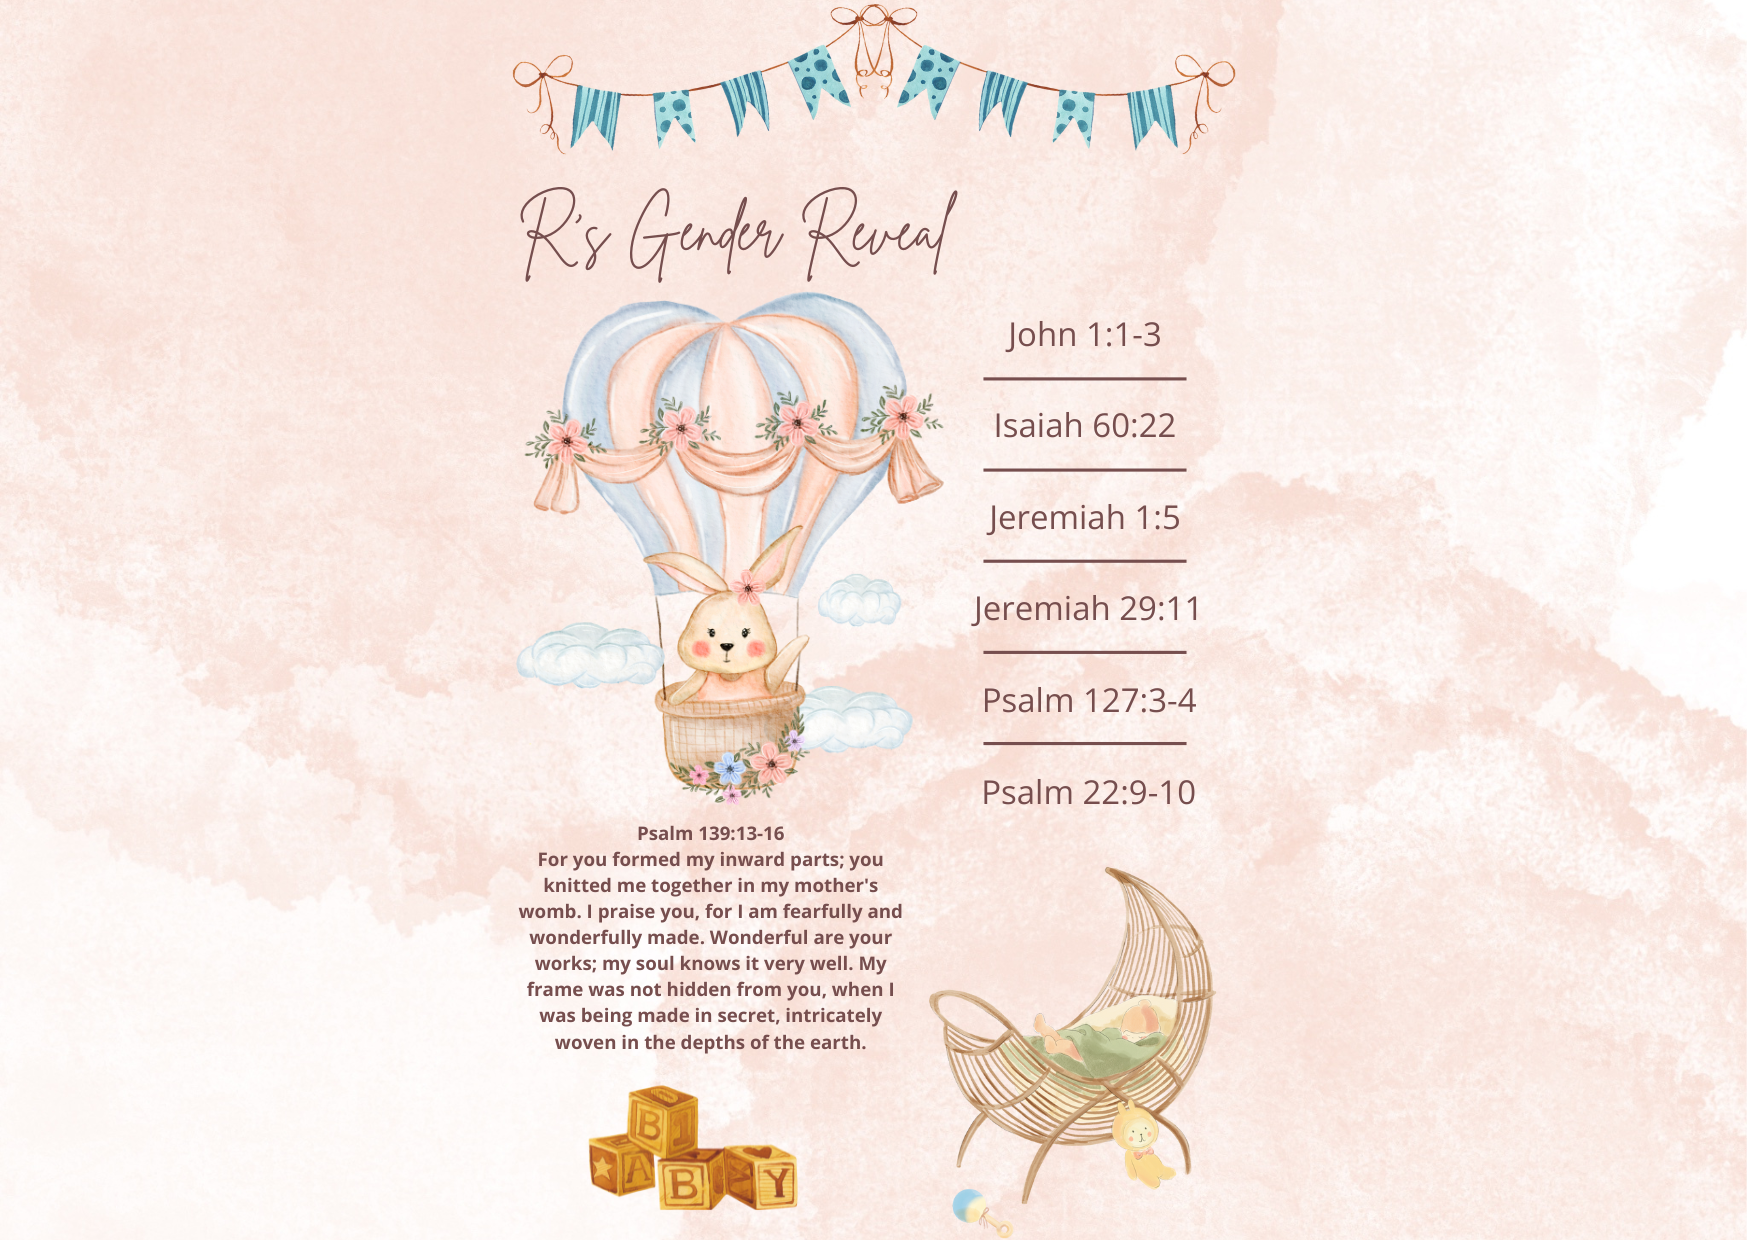 R's Gender Reveal
John 1:1-3
Isaiah 60:22
Jeremiah 1:5
Jeremiah 29:11
Psalm 127:3-4
Psalm 22:9-10
Psalm 139:13-16
For you formed my inward parts; you
knitted me together in my mother's
womb. I praise you, for I am fearfully and
wonderfully made. Wonderful are your
works; my soul knows it very well. My
frame was not hidden from you, when I
was being made in secret, intricately
woven in the depths of the earth.
B
A B Y